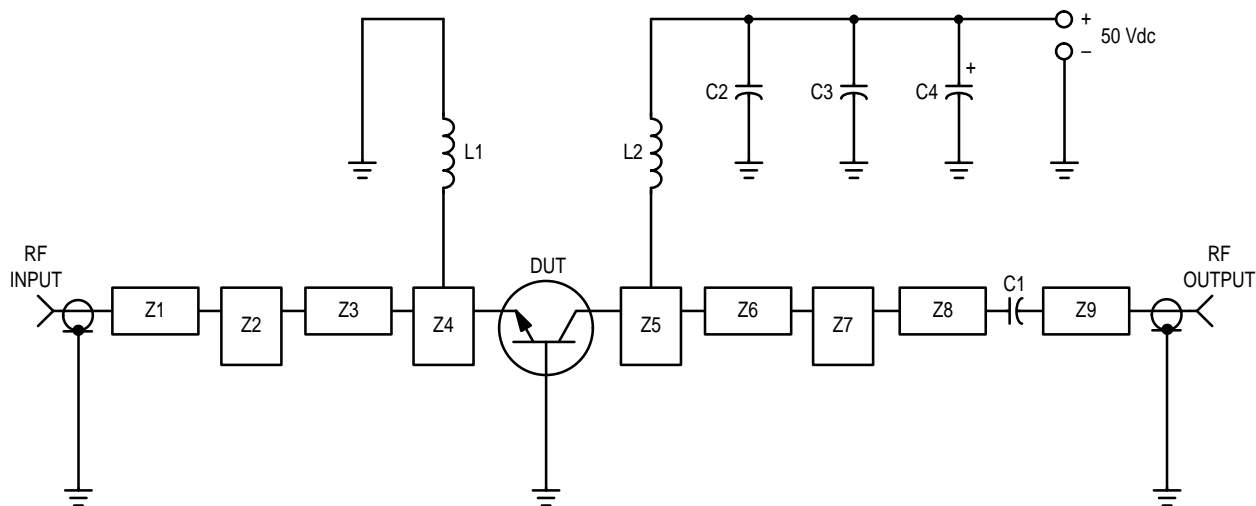 +
–
50 Vdc
C2
C3
+
C4
L1
L2
RF
INPUT
DUT
RF
OUTPUT
C1
Z1
Z2
Z3
Z4
Z5
Z6
Z7
Z8
Z9